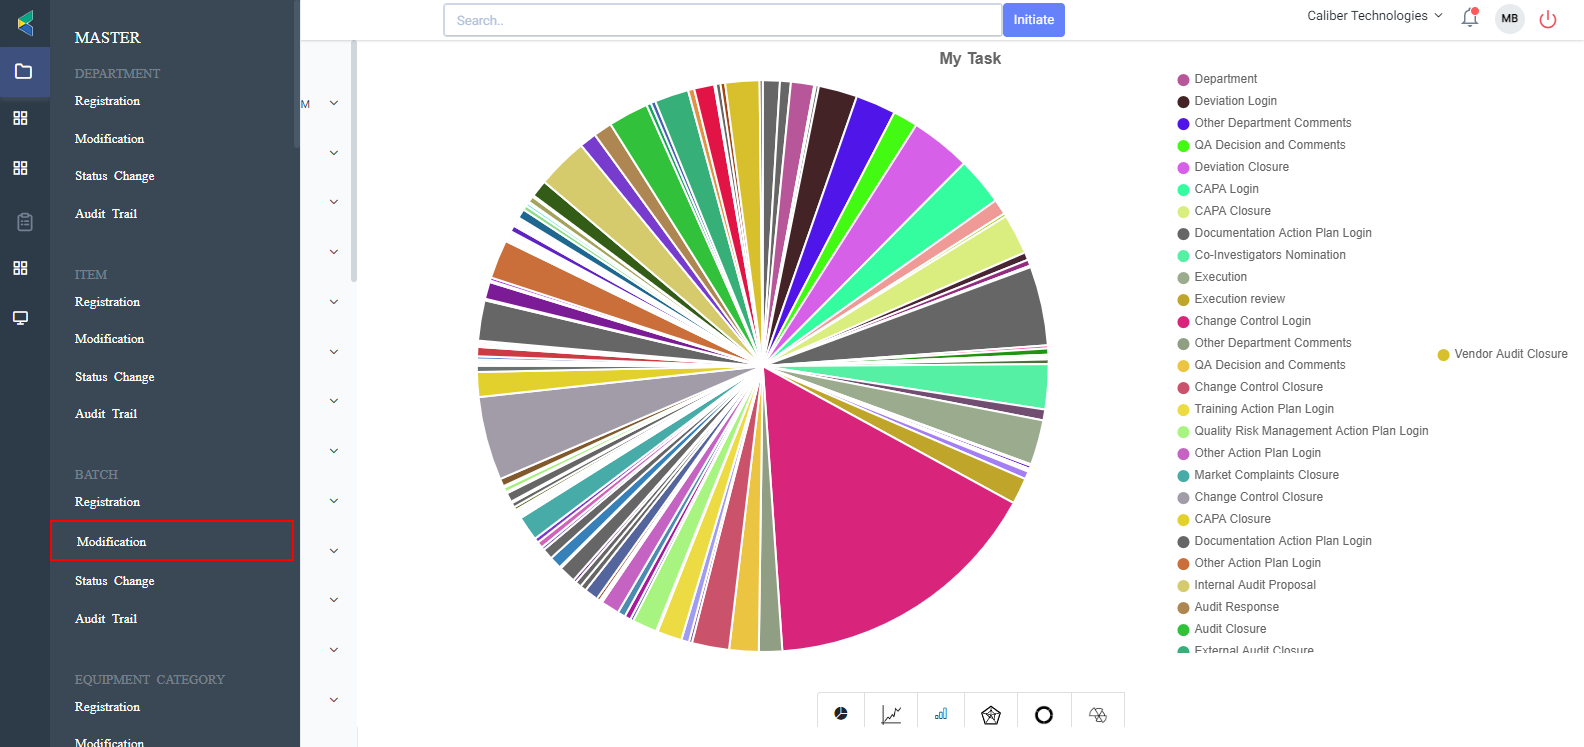 MASTER
DEPARTMENT
Registration
Modification
Status Change
Audit Trail
ITEM
Registration
Modification
Status Change
Audit Trail
BATCH
Registration
Modification
Status Change
Audit Trail
EQUIPMENT CATEGORY
Registration
Modification
M
Search..
Initiate
Caliber Technologies
MB
My Task
Department
Deviation Login
Other Department Comments
QA Decision and Comments
Deviation Closure
CAPA Login
CAPA Closure
Documentation Action Plan Login
Co-Investigators Nomination
Execution
Execution review
Change Control Login
Other Department Comments
QA Decision and Comments
Change Control Closure
Training Action Plan Login
Quality Risk Management Action Plan Login
Other Action Plan Login
Market Complaints Closure
Change Control Closure
CAPA Closure
Documentation Action Plan Login
Other Action Plan Login
Internal Audit Proposal
Audit Response
Audit Closure
External Audit Closure
Vendor Audit Closure